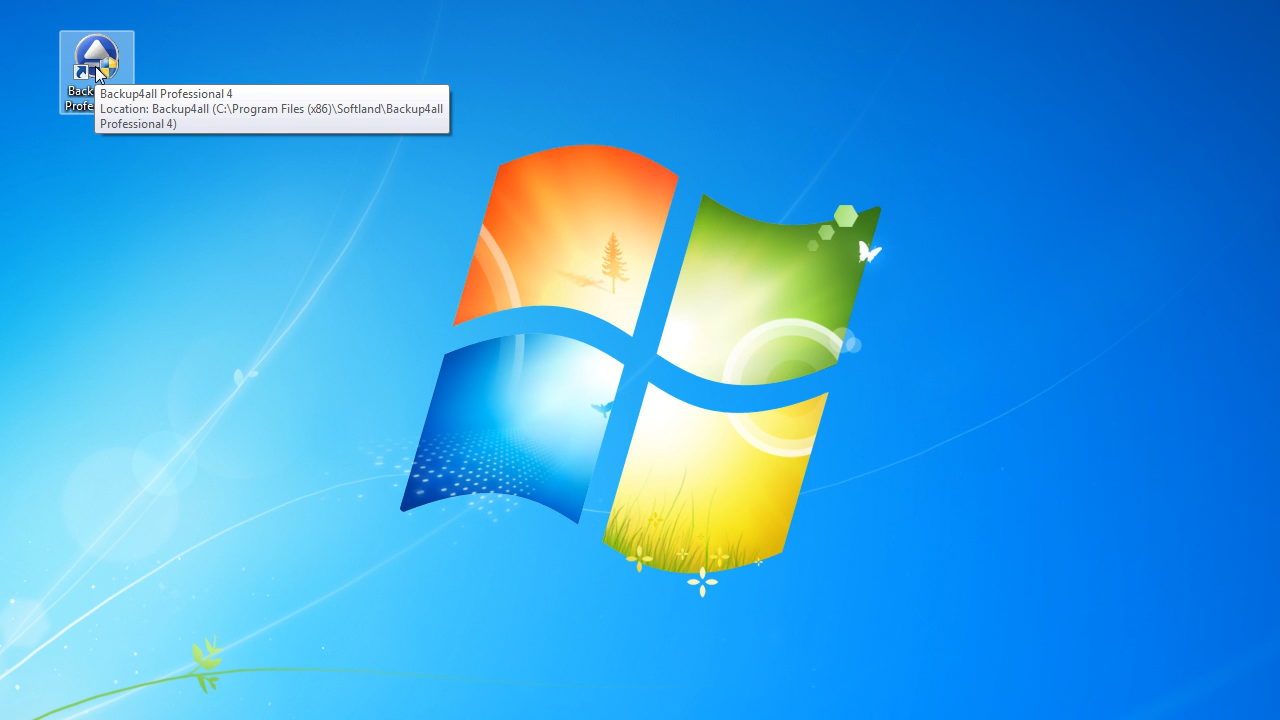 Backup4all Professional 4
Location: Backup4all (C:\Program Files (x86)\Softland\Backup4all
Professional 4)
Back
Profe